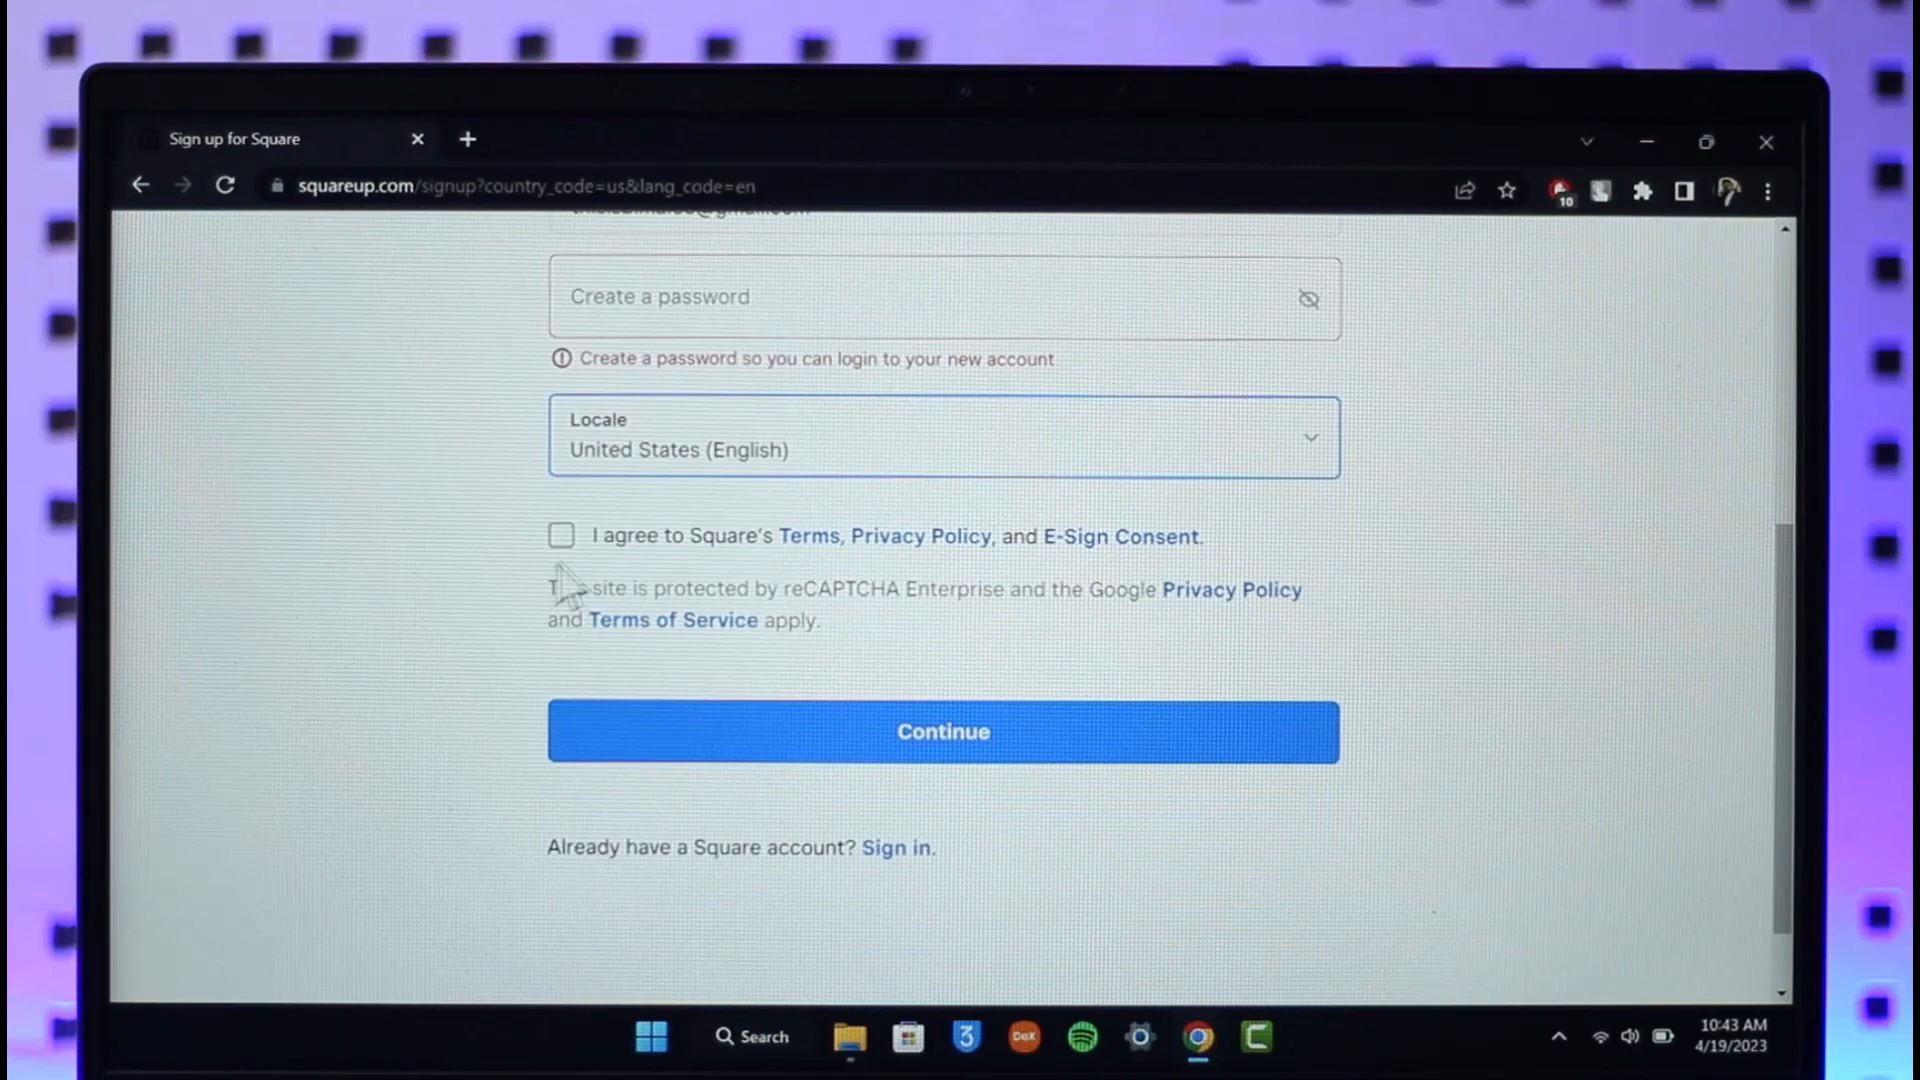 Sign up for Square
squareup.com/signup?country_code=us&lang_code=en
10
Create a password
Create a password so you can login to your new account
Locale
United States (English)
I agree to Square's Terms, Privacy Policy, and E-Sign Consent.
site is protected by reCAPTCHA Enterprise and the Google Privacy Policy
and Terms of Service apply.
Continue
Already have a Square account? Sign in.
Search
3
DeX
10:43 AM
4/19/2023